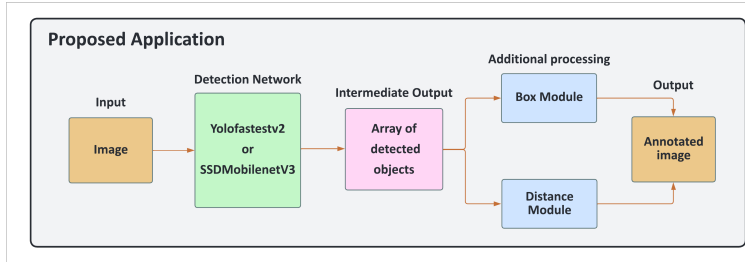 Proposed Application
Input
Image
Detection Network
Yolofastestv2
or
SSDMobilenetV3
Intermediate Output
Array of
detected
objects
Additional processing
Box Module
Distance
Module
Output
Annotated
image